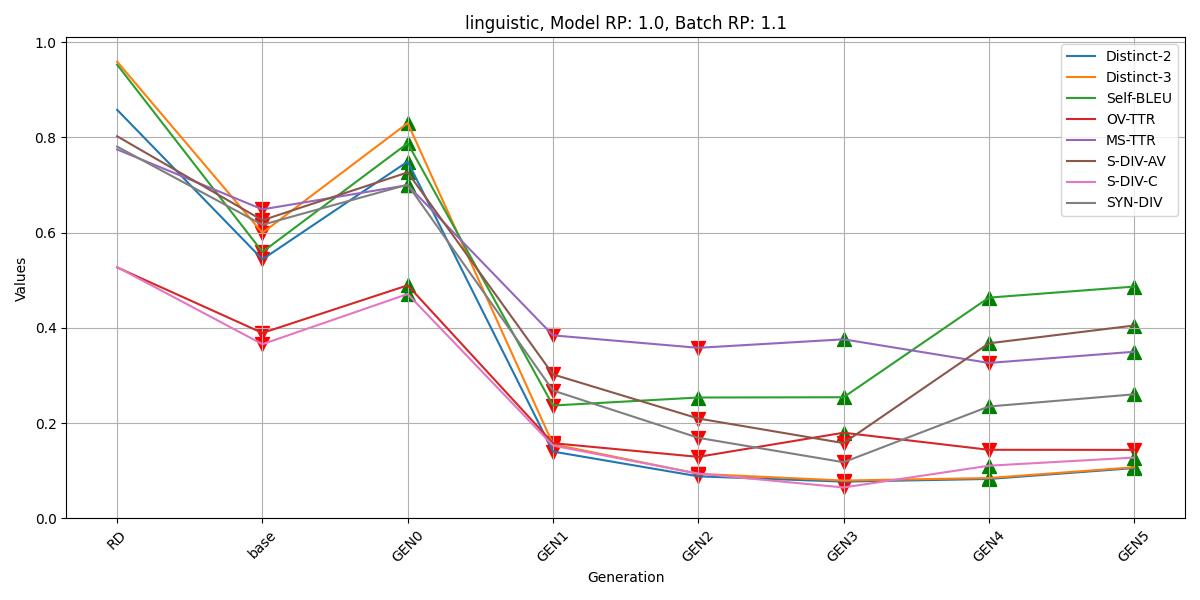 linguistic, Model RP: 1.0, Batch RP: 1.1
1.0
0.8
0.6
0.4
0.2
0.0
Values
Distinct-2
Distinct-3
Self-BLEU
OV-TTR
MS-TTR
S-DIV-AV
S-DIV-C
SYN-DIV
RD
base
GEN0
GEN1
GEN2
GEN3
GEN4
GEN5
Generation